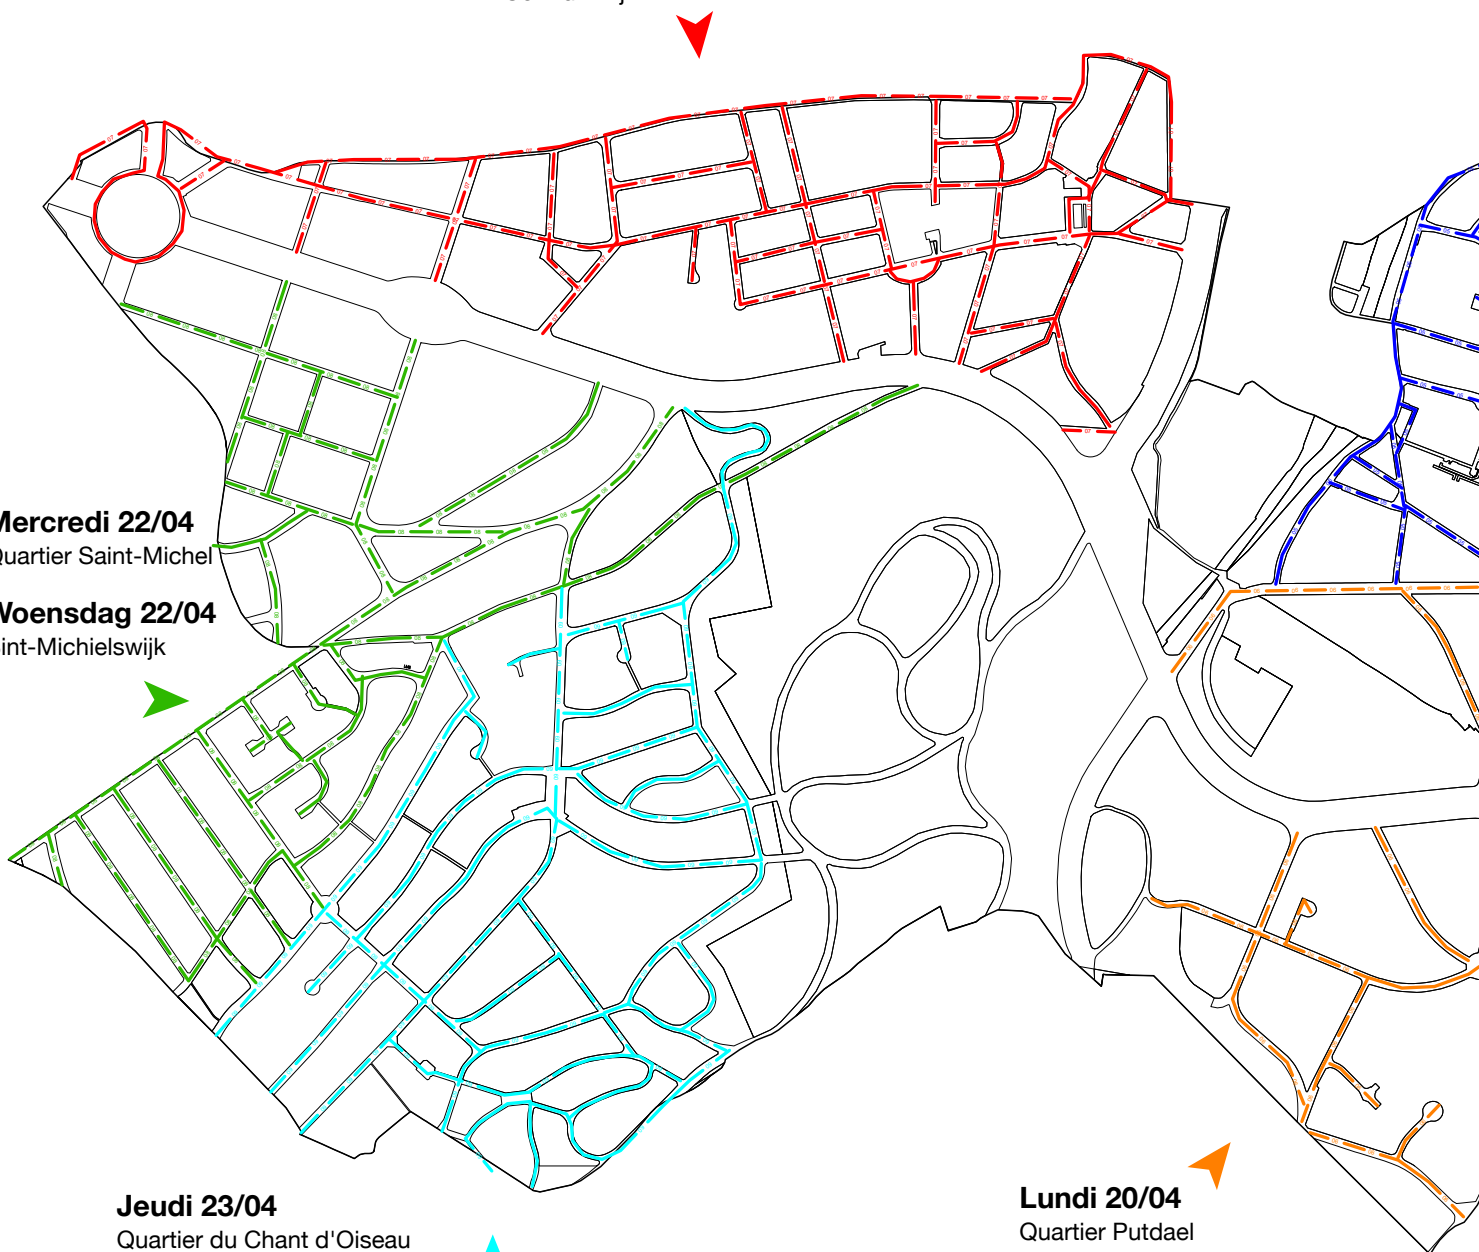 Mercredi 22/04
Quartier Saint-Michel
Woensdag 22/04
Sint-Michielswijk
Jeudi 23/04
Quartier du Chant d'Oiseau
Lundi 20/04
Quartier Putdael